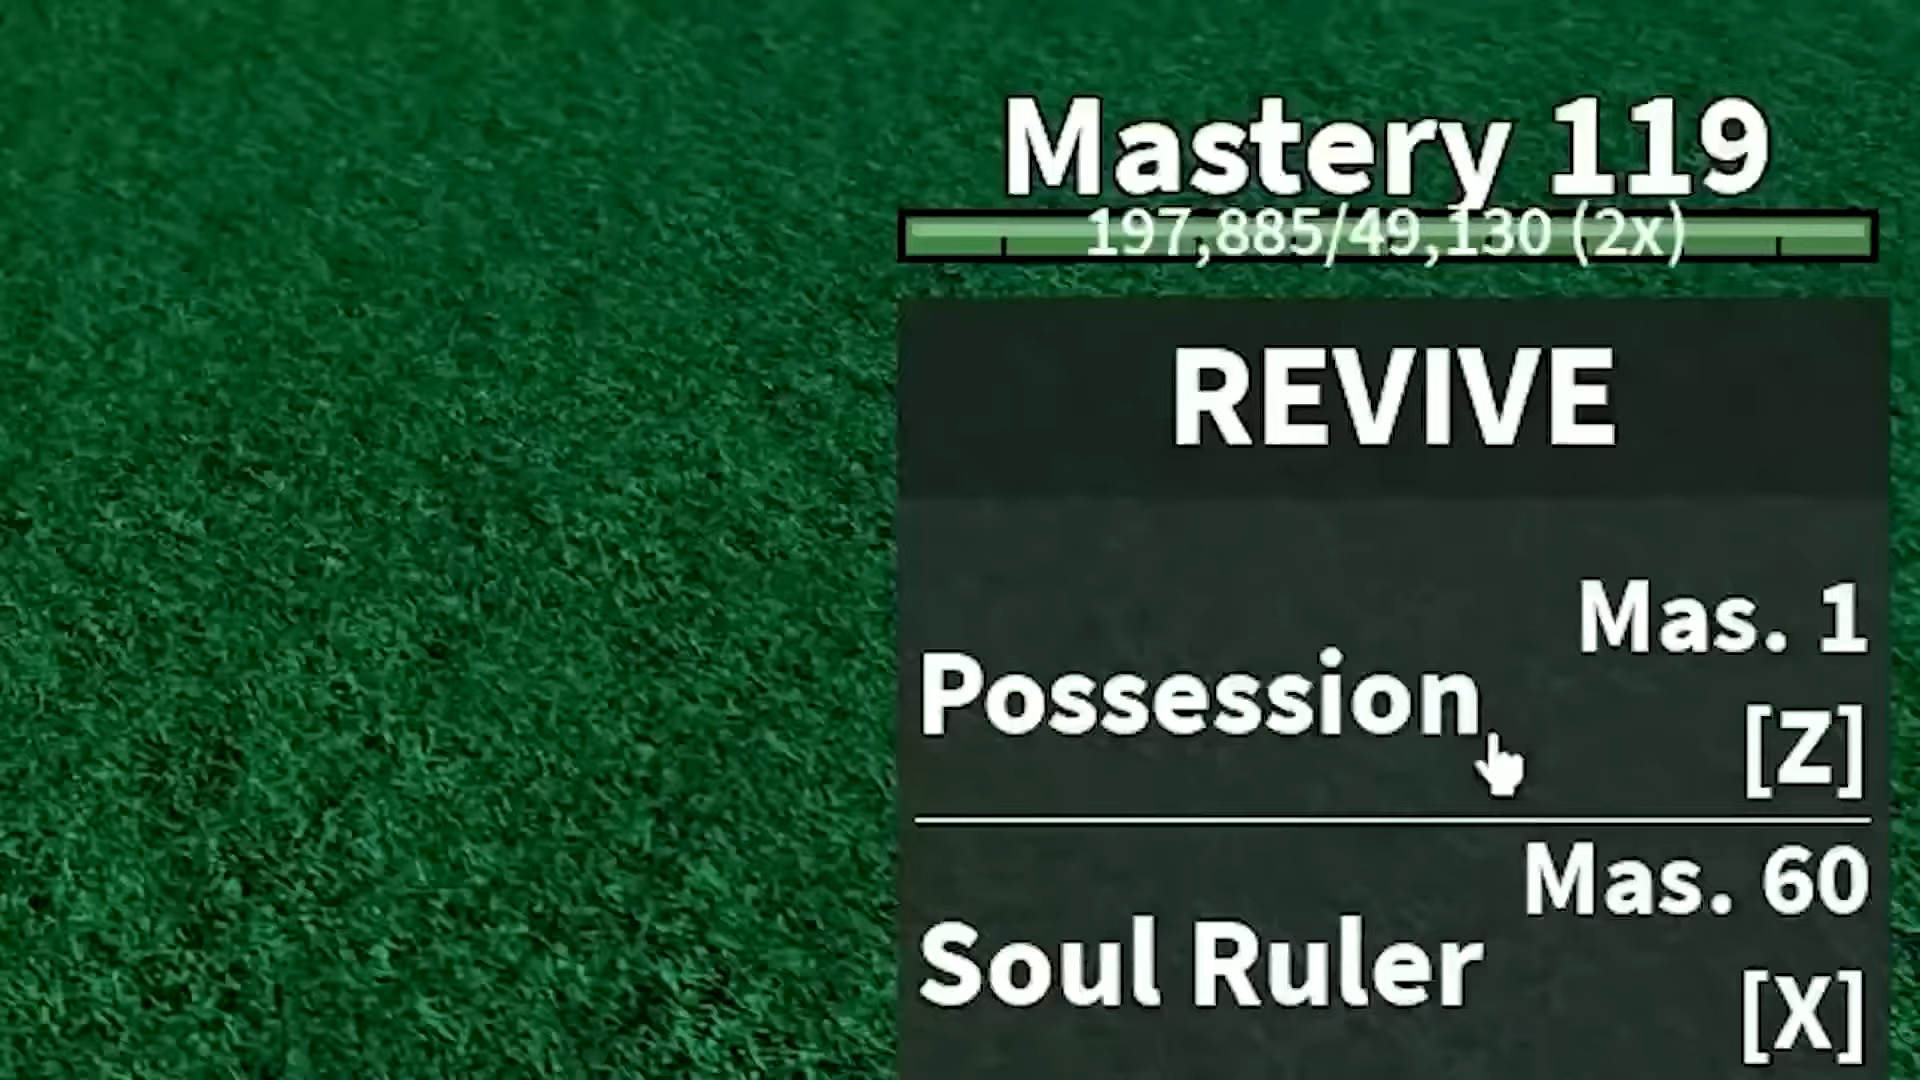 Mastery 119
197,885/49,130 (2x)
REVIVE
Mas. 1
Possession
[Z]
Mas. 60
Soul Ruler
[X]